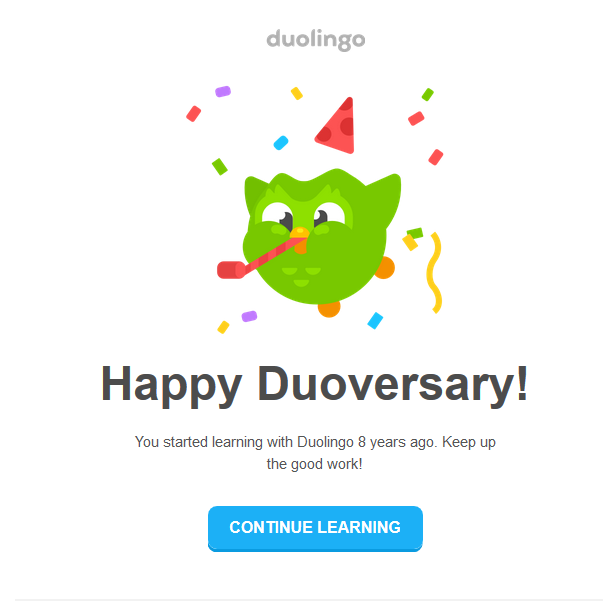 duolingo
Happy Duoversary!
You started learning with Duolingo 8 years ago. Keep up
the good work!
CONTINUE LEARNING